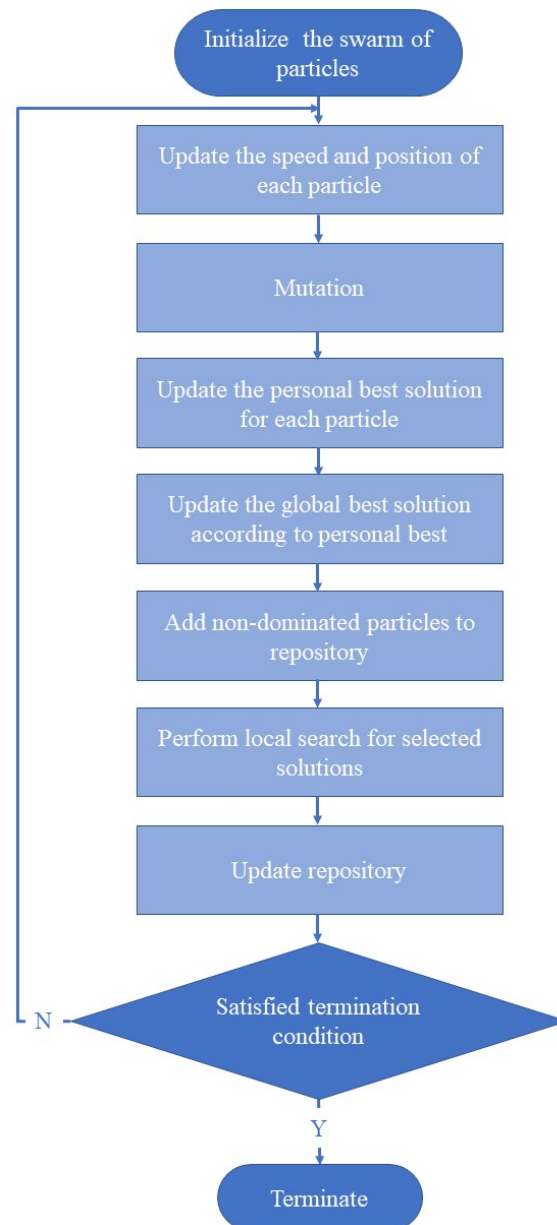 Initialize the swarm of
particles
Update the speed and position of
each particle
Mutation
Update the personal best solution
for each particle
Update the global best solution
according to personal best
Add non-dominated particles to
repository
Perform local search for selected
solutions
Update repository
Satisfied termination
condition
N
Y
Terminate